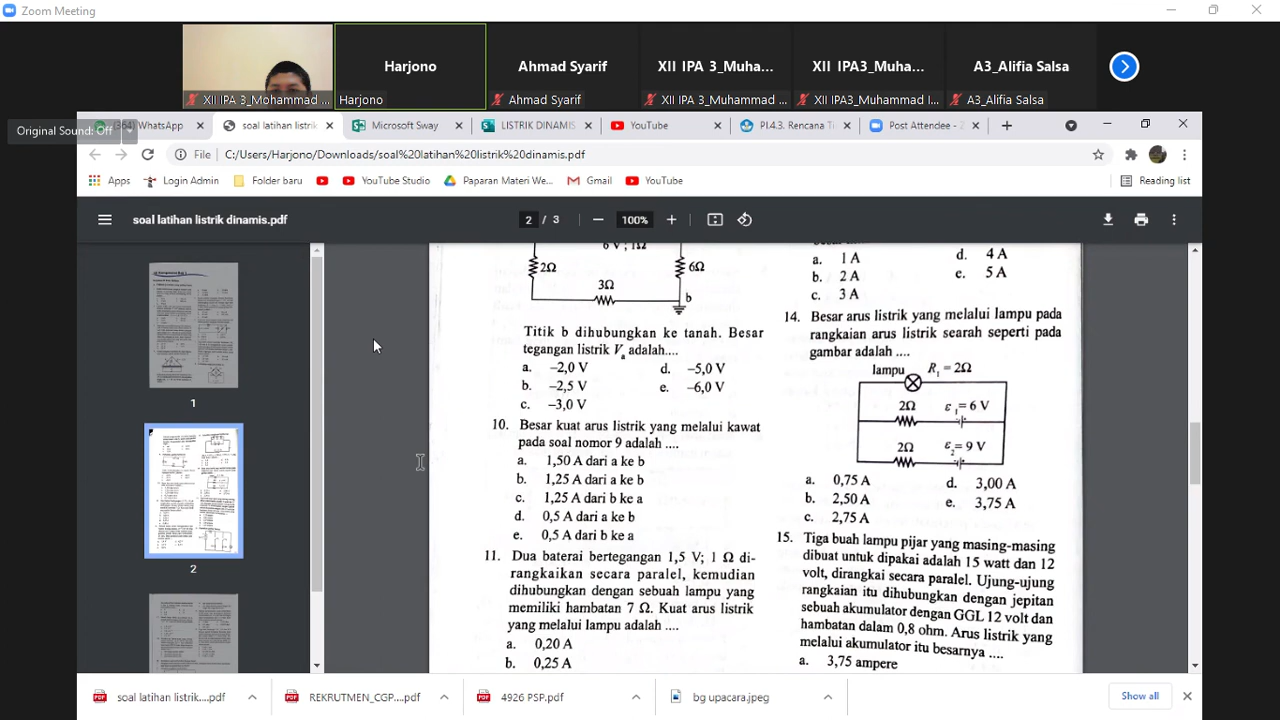 Zoom Meeting
Harjono
Ahmad Syarif
XII IPA 3_Muha...
XII IPA3_Muha...
A3_Alifia Salsa
XII IPA 3_Mohammad ...
Harjono
Ahmad Syarif
XII IPA 3_Muhammad ...
XII IPA3_Muhammad I...
A3_Alifia Salsa
Original Sound: Off
WhatsApp
soal latihan listrik
Microsoft Sway
LISTRIK DINAMIS
YouTube
PI.4.3. Rencana Ti
Post Attendee - Z
File
C:/Users/Harjono/Downloads/soal%20latihan%20listrik%20dinamis.pdf
Apps
Login Admin
Folder baru
YouTube Studio
Paparan Materi We...
Gmail
YouTube
Reading list
soal latihan listrik dinamis.pdf
2 / 3
100%
1
2
6 V ; 1Ω
2Ω
6Ω
3Ω
b
Titik b dihubungkan ke tanah. Besar
tegangan listrik Va adalah....
a. –2,0 V d. –5,0 V
b. –2,5 V e. –6,0 V
c. –3,0 V
10. Besar kuat arus listrik yang melalui kawat
pada soal nomor 9 adalah ....
a. 1,50 A dari a ke b
b. 1,25 A dari a ke b
c. 1,25 A dari b ke a
d. 0,5 A dari a ke b
e. 0,5 A dari b ke a
11. Dua baterai bertegangan 1,5 V; 1 Ω di-
rangkaikan secara paralel, kemudian
dihubungkan dengan sebuah lampu yang
memiliki hambatan 7 Ω. Kuat arus listrik
yang melalui lampu adalah ....
a. 0,20 A
b. 0,25 A
a. 1 A d. 4 A
b. 2 A e. 5 A
c. 3 A
14. Besar arus listrik yang melalui lampu pada
rangkaian arus listrik searah seperti pada
gambar adalah ....
lampu R1 = 2Ω
2Ω ε1= 6 V
2Ω ε2= 9 V
a. 0,75 A d. 3,00 A
b. 2,50 A e. 3,75 A
c. 2,75 A
15. Tiga buah lampu pijar yang masing-masing
dibuat untuk dipakai adalah 15 watt dan 12
volt, dirangkai secara paralel. Ujung-ujung
rangkaian itu dihubungkan dengan jepitan
sebuah akumulator dengan GGL 12 volt dan
hambatan dalam 0,8 ohm. Arus listrik yang
melalui akumulator itu besarnya ....
a. 3,75 ampere
soal latihan listrik....pdf
REKRUTMEN_CGP....pdf
4926 PSP.pdf
bg upacara.jpeg
Show all